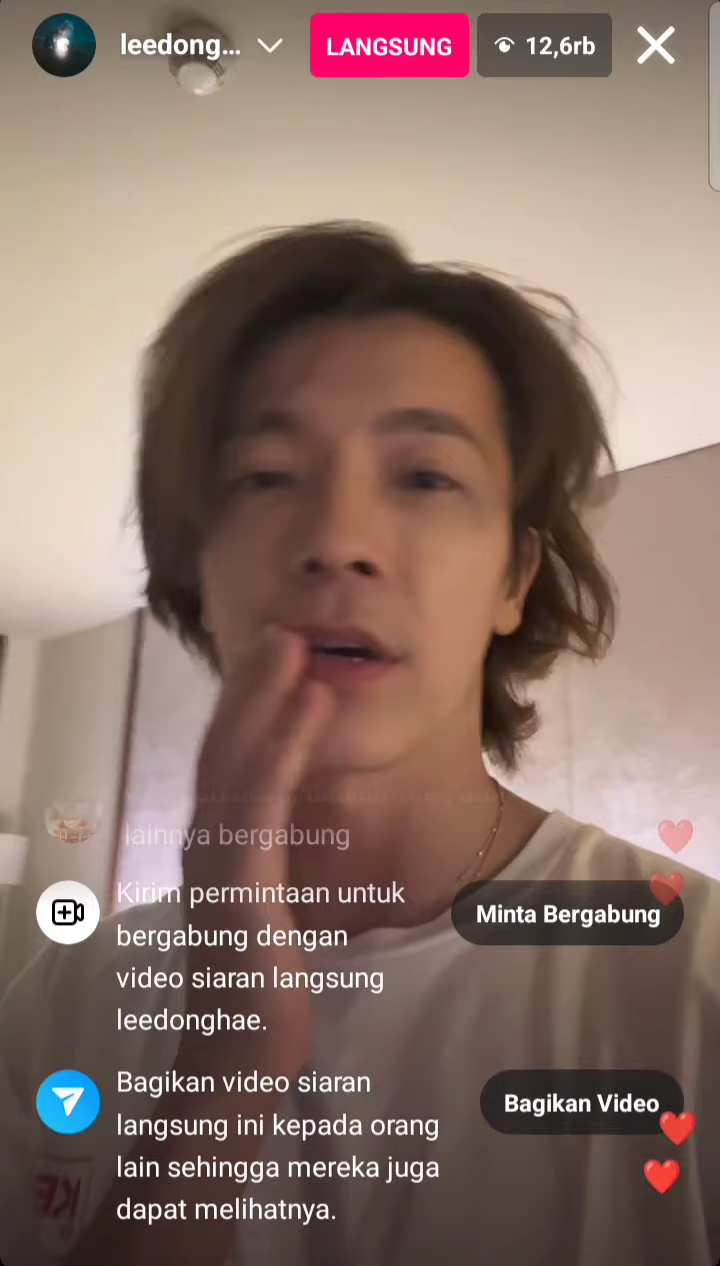 leedong...
LANGSUNG
12,6rb
lainnya bergabung
Kirim permintaan untuk
bergabung dengan
video siaran langsung
leedonghae.
Minta Bergabung
Bagikan video siaran
langsung ini kepada orang
lain sehingga mereka juga
dapat melihatnya.
Bagikan Video